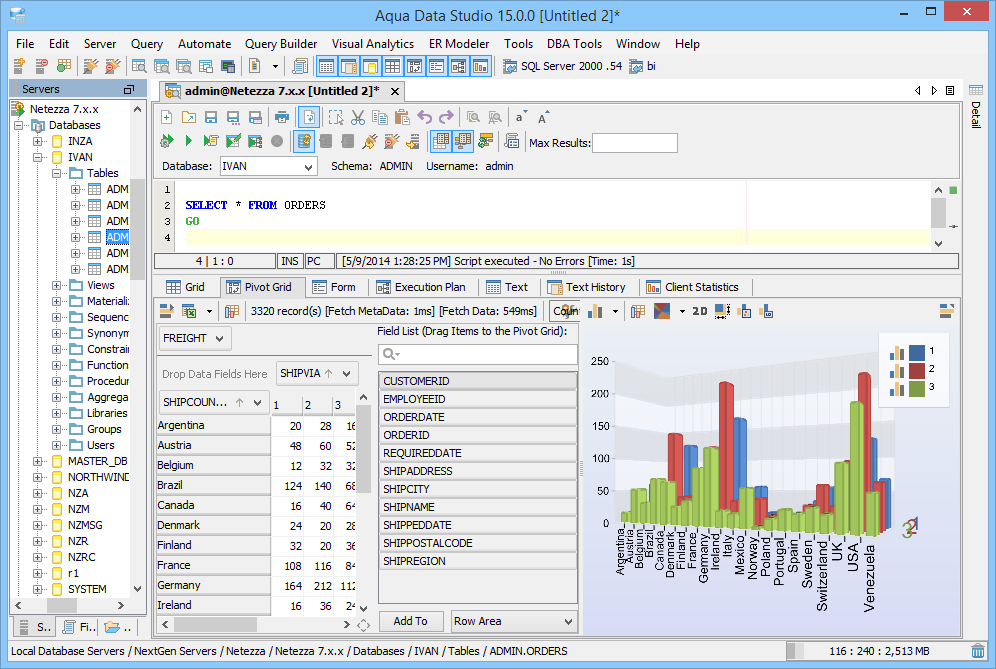 Aqua Data Studio 15.0.0 [Untitled 2]*
File Edit Server Query Automate Query Builder Visual Analytics ER Modeler Tools DBA Tools Window Help
SQL Server 2000 .54 bi
Servers
admin@Netezza 7.x.x [Untitled 2]*
Detail
Netezza 7.x.x
Databases
INZA
IVAN
Tables
ADM
ADM
ADM
ADM
ADM
ADM
Views
Materiali
Sequenc
Synonym
Constrai
Function
Procedur
Aggrega
Libraries
Groups
Users
MASTER_DB
NORTHWIND
NZA
NZM
NZMSG
NZR
NZRC
r1
SYSTEM
S... Fi... ...
Max Results:
Database: IVAN Schema: ADMIN Username: admin
1
2 SELECT * FROM ORDERS
3 GO
4
4 | 1 : 0 INS PC [5/9/2014 1:28:25 PM] Script executed - No Errors [Time: 1s]
Grid Pivot Grid Form Execution Plan Text Text History Client Statistics
3320 record(s) [Fetch MetaData: 1ms] [Fetch Data: 549ms] Count 2D
FREIGHT
Drop Data Fields Here SHIPVIA
SHIPCOUN... 1 2 3
Argentina 20 28 16
Austria 48 60 52
Belgium 12 32 32
Brazil 124 140 68
Canada 16 40 64
Denmark 24 20 28
Finland 32 20 36
France 108 116 84
Germany 164 212 112
Ireland 16 36 24
Field List (Drag Items to the Pivot Grid):
CUSTOMERID
EMPLOYEEID
ORDERDATE
ORDERID
REQUIREDDATE
SHIPADDRESS
SHIPCITY
SHIPNAME
SHIPPEDDATE
SHIPPOSTALCODE
SHIPREGION
Add To Row Area
1
2
3
250
200
150
100
50
0
Argentina
Austria
Belgium
Brazil
Canada
Denmark
Finland
France
Germany
Ireland
Italy
Mexico
Norway
Poland
Portugal
Spain
Sweden
Switzerland
UK
USA
Venezuela
1
2
3
Local Database Servers / NextGen Servers / Netezza / Netezza 7.x.x / Databases / IVAN / Tables / ADMIN.ORDERS
116 : 240 : 2,513 MB